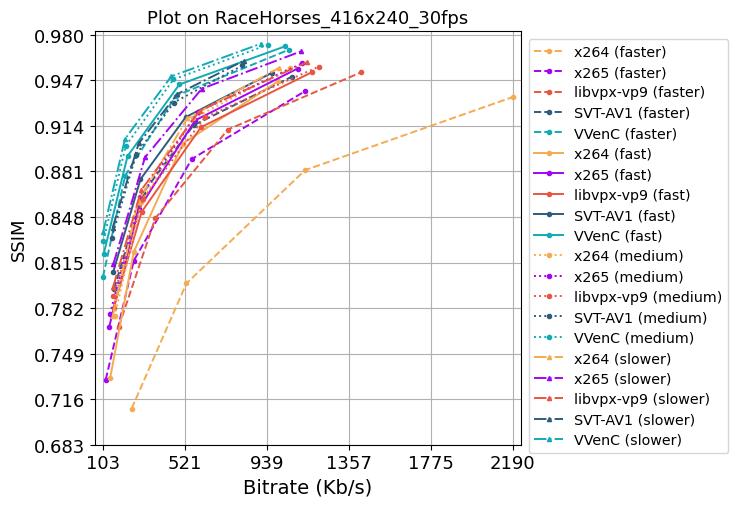 Plot on RaceHorses_416x240_30fps
SSIM
0.980
0.947
0.914
0.881
0.848
0.815
0.782
0.749
0.716
0.683
103 521 939 1357 1775 2190
Bitrate (Kb/s)
x264 (faster)
x265 (faster)
libvpx-vp9 (faster)
SVT-AV1 (faster)
VVenC (faster)
x264 (fast)
x265 (fast)
libvpx-vp9 (fast)
SVT-AV1 (fast)
VVenC (fast)
x264 (medium)
x265 (medium)
libvpx-vp9 (medium)
SVT-AV1 (medium)
VVenC (medium)
x264 (slower)
x265 (slower)
libvpx-vp9 (slower)
SVT-AV1 (slower)
VVenC (slower)